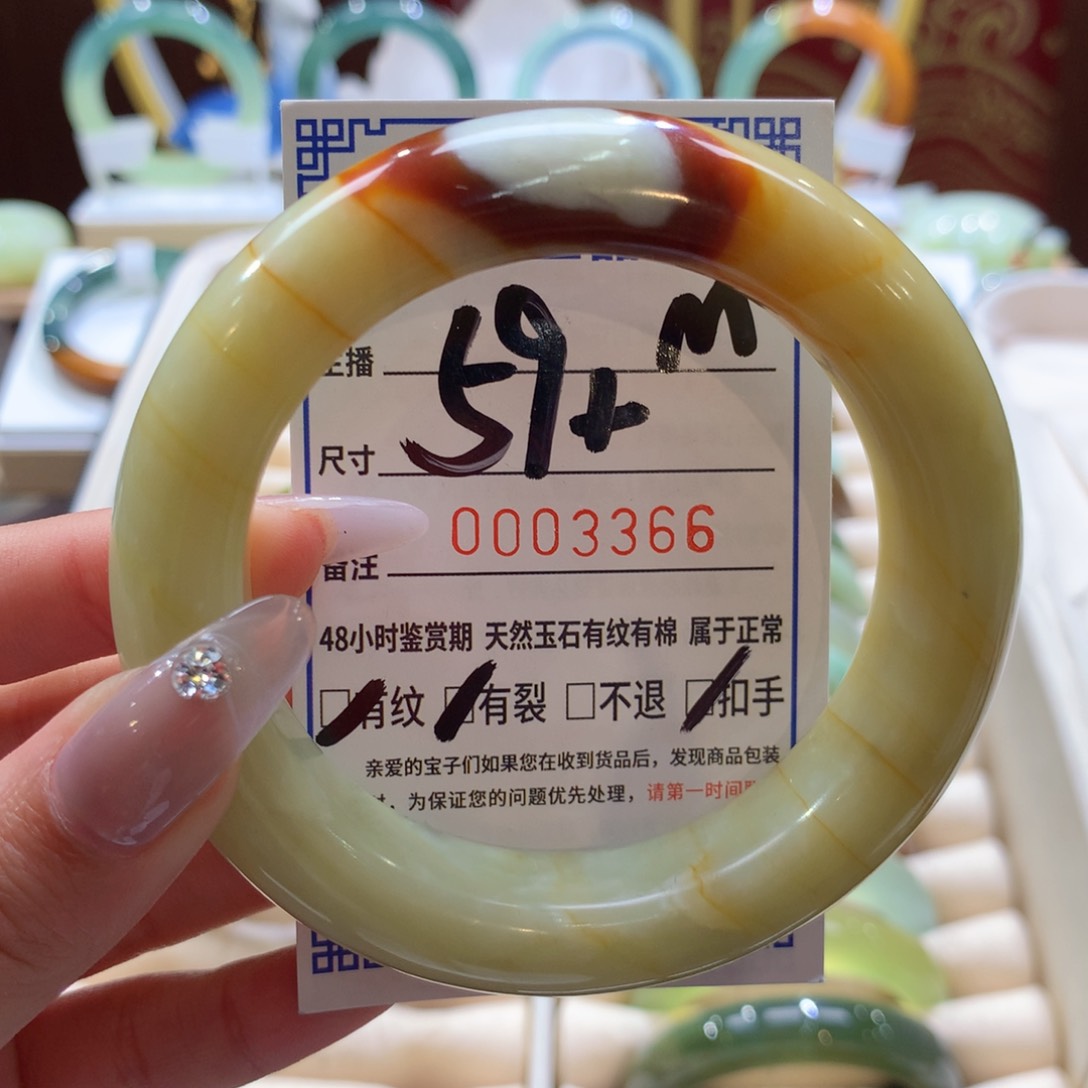 主播 M
尺寸 59+
0003366
备注
48小时鉴赏期 天然玉石有纹有棉 属于正常
□有纹 □有裂 □不退 □扣手
亲爱的宝子们如果您在收到货品后，发现商品包装
，为保证您的问题优先处理，请第一时间